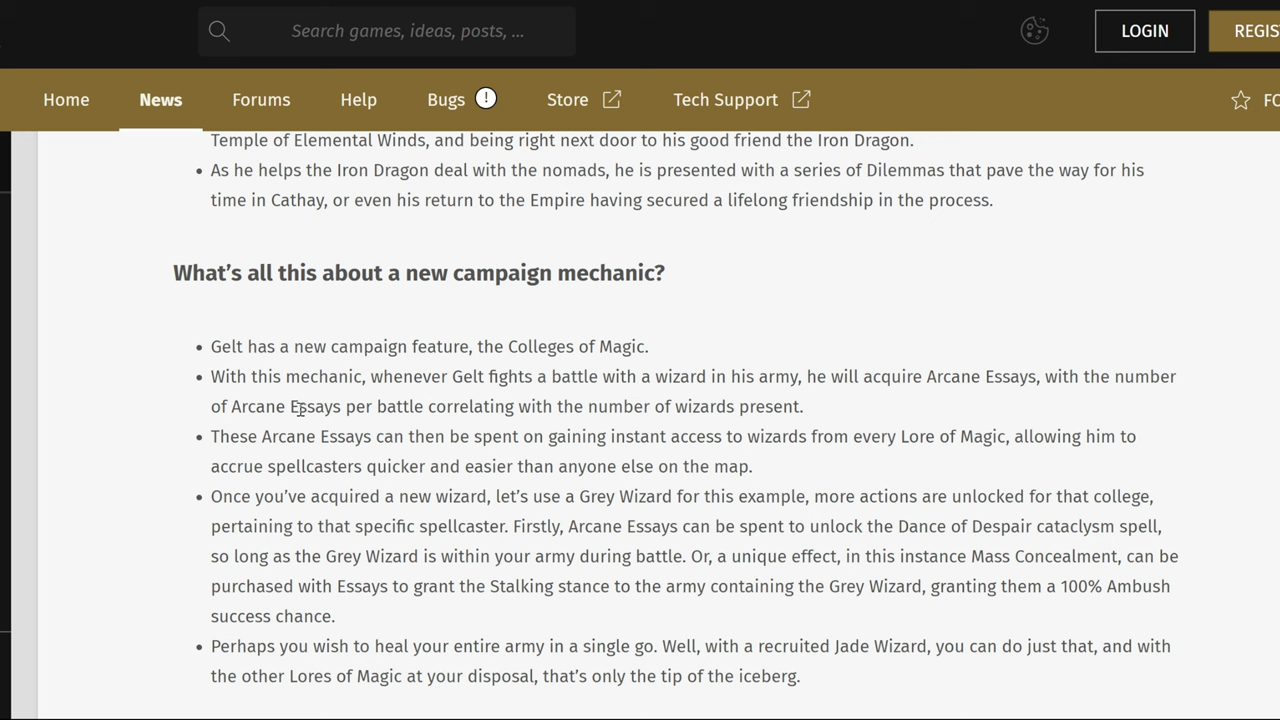 Search games, ideas, posts, ...
LOGIN
REGIS
Home
News
Forums
Help
Bugs
!
Store
Tech Support
FO
Temple of Elemental Winds, and being right next door to his good friend the Iron Dragon.
• As he helps the Iron Dragon deal with the nomads, he is presented with a series of Dilemmas that pave the way for his
time in Cathay, or even his return to the Empire having secured a lifelong friendship in the process.
What's all this about a new campaign mechanic?
• Gelt has a new campaign feature, the Colleges of Magic.
• With this mechanic, whenever Gelt fights a battle with a wizard in his army, he will acquire Arcane Essays, with the number
of Arcane Essays per battle correlating with the number of wizards present.
• These Arcane Essays can then be spent on gaining instant access to wizards from every Lore of Magic, allowing him to
accrue spellcasters quicker and easier than anyone else on the map.
• Once you've acquired a new wizard, let's use a Grey Wizard for this example, more actions are unlocked for that college,
pertaining to that specific spellcaster. Firstly, Arcane Essays can be spent to unlock the Dance of Despair cataclysm spell,
so long as the Grey Wizard is within your army during battle. Or, a unique effect, in this instance Mass Concealment, can be
purchased with Essays to grant the Stalking stance to the army containing the Grey Wizard, granting them a 100% Ambush
success chance.
• Perhaps you wish to heal your entire army in a single go. Well, with a recruited Jade Wizard, you can do just that, and with
the other Lores of Magic at your disposal, that's only the tip of the iceberg.